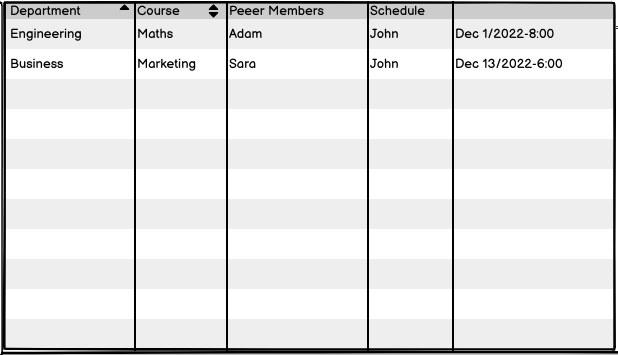 Department Course Peeer Members Schedule
Engineering Maths Adam John Dec 1/2022-8:00
Business Marketing Sara John Dec 13/2022-6:00